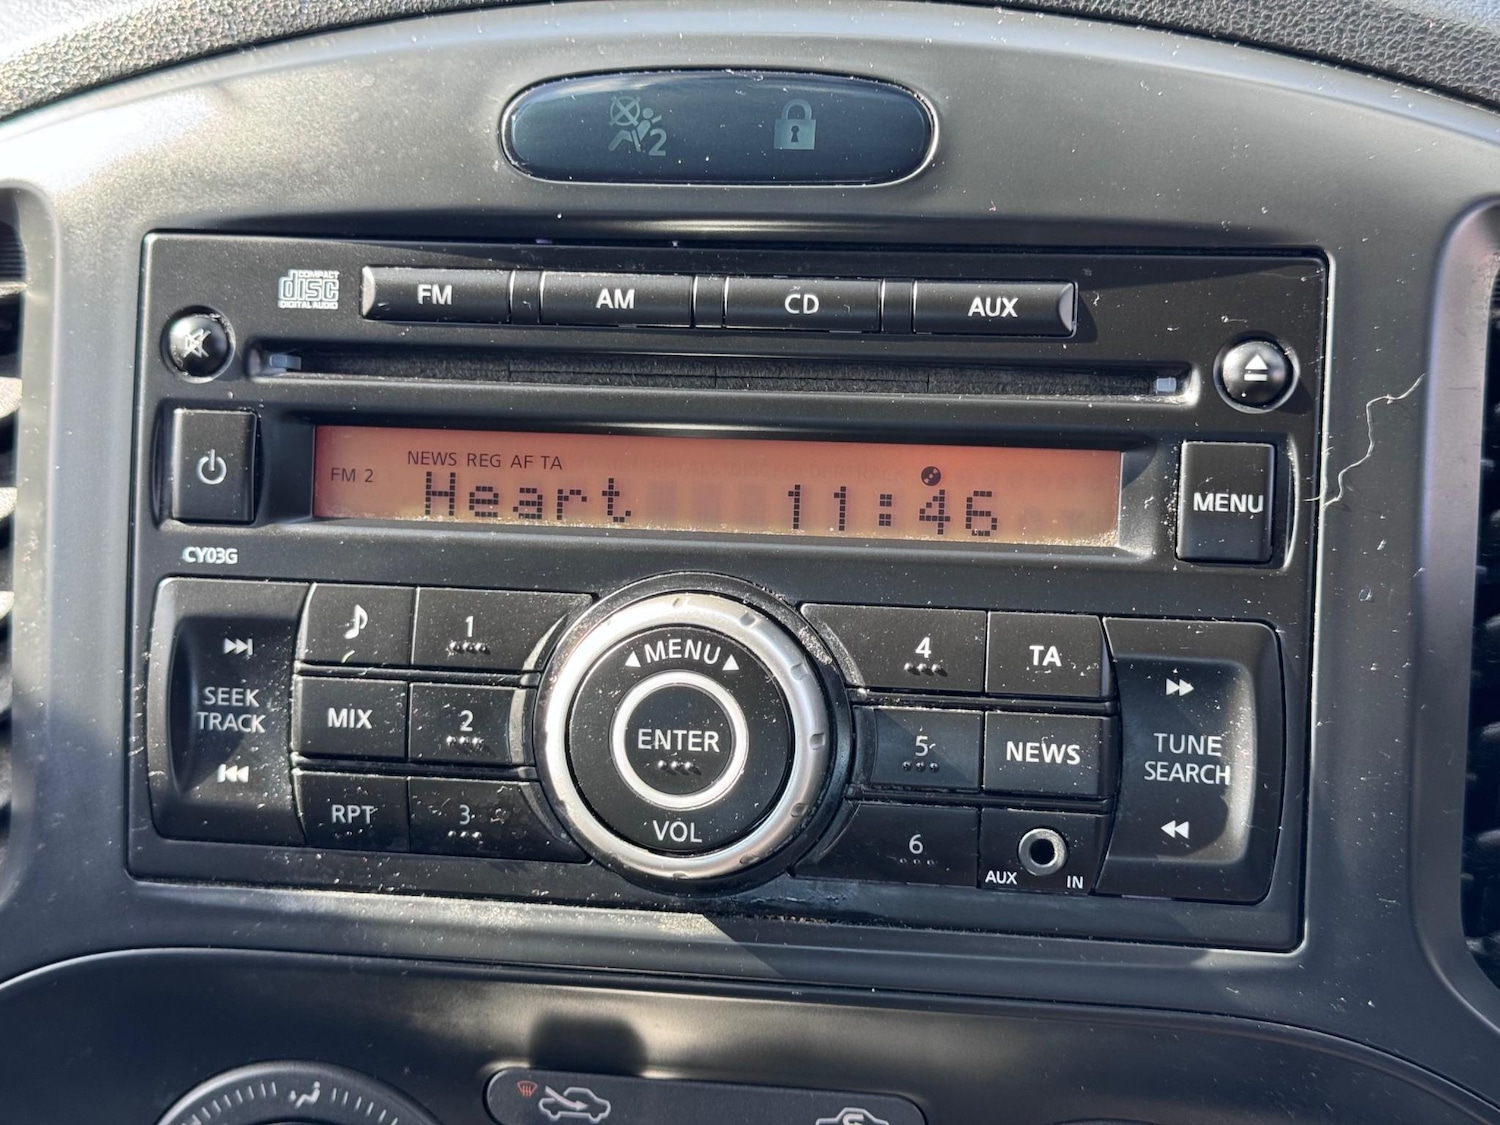 2
COMPACT
disc
DIGITAL AUDIO
FM
AM
CD
AUX
NEWS REG AF TA
FM 2
Heart 11:46
MENU
CY03G
SEEK
TRACK
1
MIX
2
RPT
3
MENU
ENTER
VOL
4
TA
5
NEWS
6
AUX IN
TUNE
SEARCH